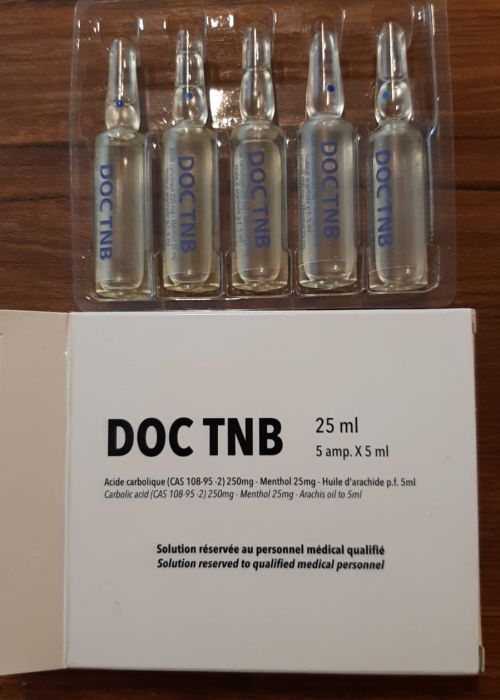 DOC TNB
DOC TNB
DOC TNB
DOC TNB
DOC TNB
DOC TNB
25 ml
5 amp. X 5 ml
Acide carbolique (CAS 108-95 -2) 250mg - Menthol 25mg - Huile d'arachide p.f. 5ml
Carbolic acid (CAS 108-95 -2) 250mg - Menthol 25mg - Arachis oil to 5ml
Solution réservée au personnel médical qualifié
Solution reserved to qualified medical personnel